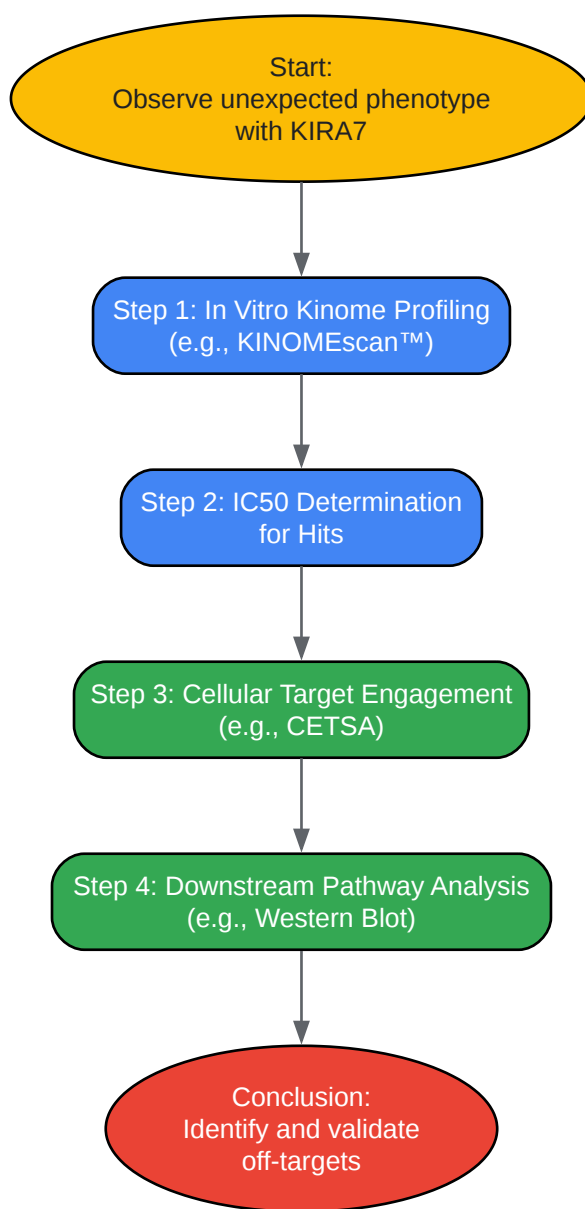 Start:
Observe unexpected phenotype
with KIRA7
Step 1: In Vitro Kinome Profiling
(e.g., KINOMEscan™)
Step 2: IC50 Determination
for Hits
Step 3: Cellular Target Engagement
(e.g., CETSA)
Step 4: Downstream Pathway Analysis
(e.g., Western Blot)
Conclusion:
Identify and validate
off-targets